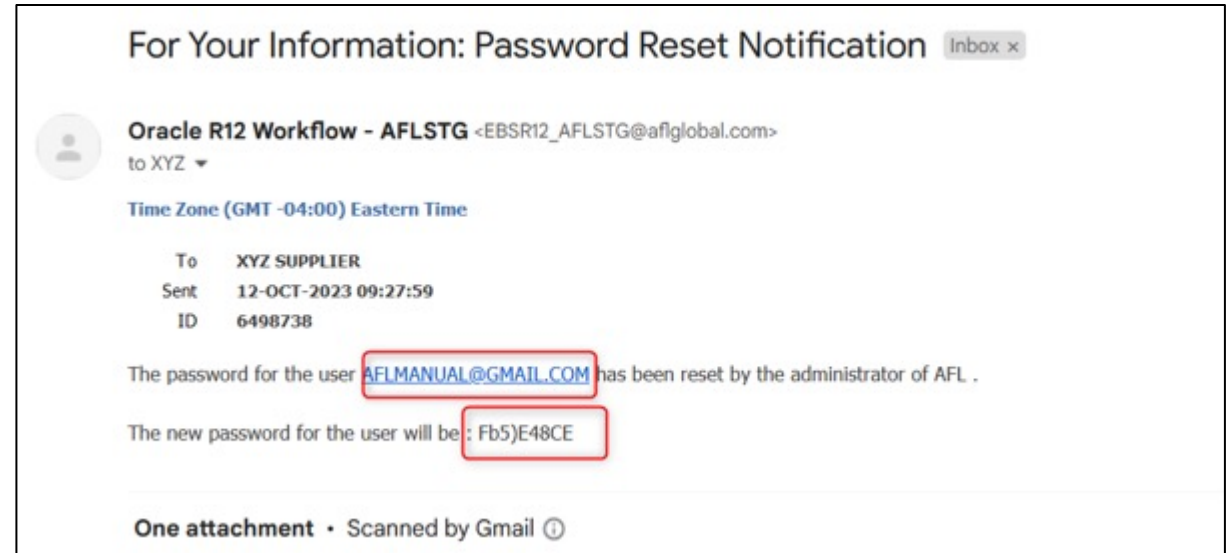 For Your Information: Password Reset Notification Inbox ×
Oracle R12 Workflow - AFLSTG <EBSR12_AFLSTG@aflglobal.com>
to XYZ
Time Zone (GMT -04:00) Eastern Time
To XYZ SUPPLIER
Sent 12-OCT-2023 09:27:59
ID 6498738
The password for the user AFLMANUAL@GMAIL.COM has been reset by the administrator of AFL .
The new password for the user will be : Fb5)E48CE
One attachment • Scanned by Gmail